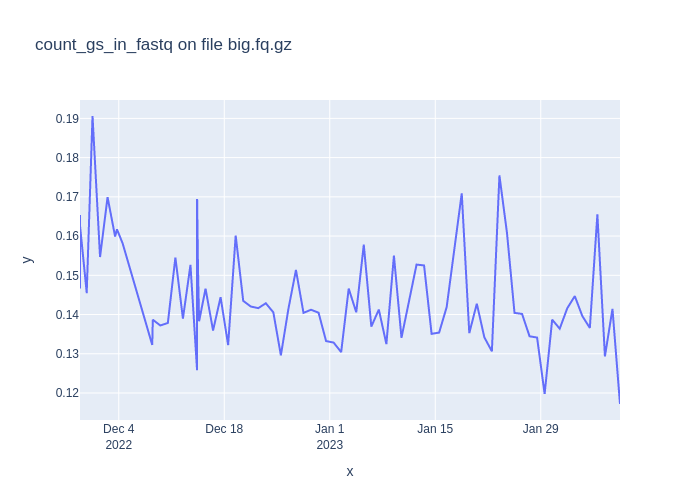 count_gs_in_fastq on file big.fq.gz
0.19
0.18
0.17
0.16
0.15
0.14
0.13
0.12
y
Dec 4
2022
Dec 18
Jan 1
2023
Jan 15
Jan 29
x